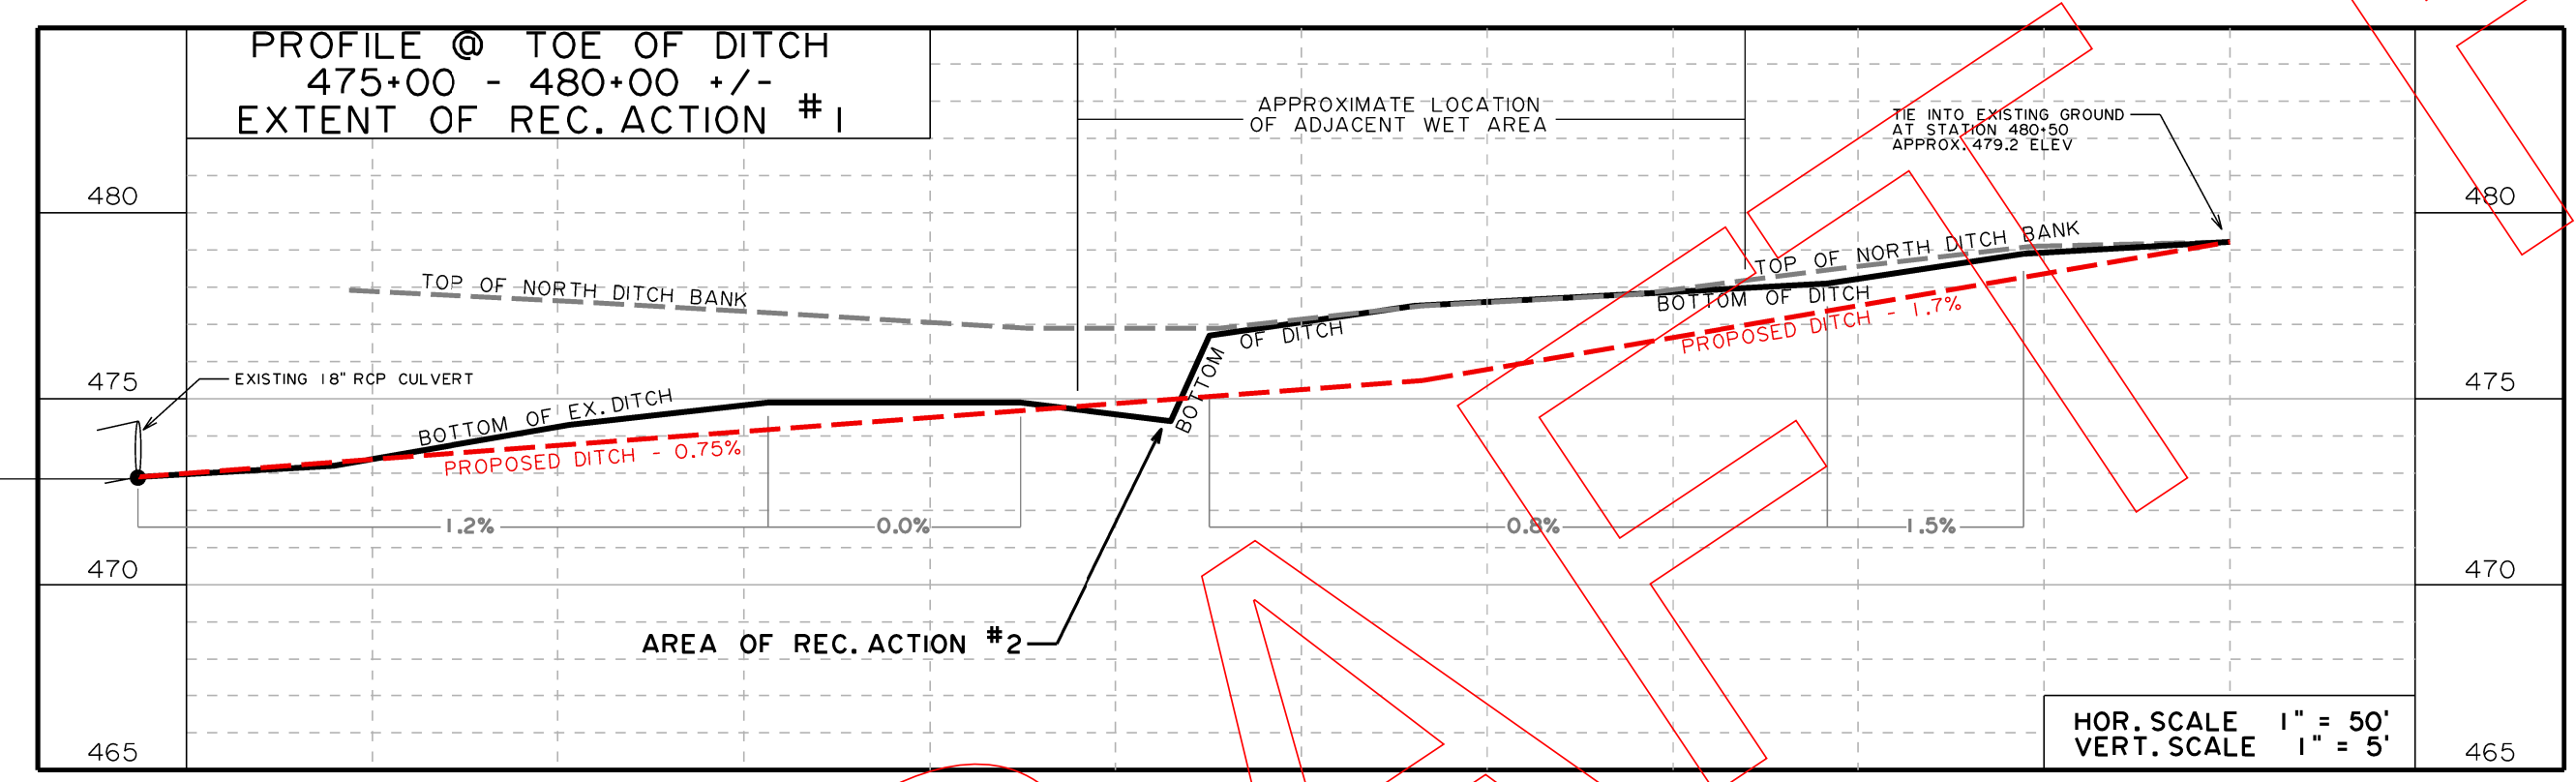 PROFILE @ TOE OF DITCH
475+00 - 480+00 +/-
EXTENT OF REC. ACTION #1
APPROXIMATE LOCATION
OF ADJACENT WET AREA
TIE INTO EXISTING GROUND
AT STATION 480+50
APPROX. 479.2 ELEV
480
480
TOP OF NORTH DITCH BANK
TOP OF NORTH DITCH BANK
BOTTOM OF DITCH
PROPOSED DITCH - 1.7%
BOTTOM OF DITCH
475
475
EXISTING 18" RCP CULVERT
BOTTOM OF EX. DITCH
PROPOSED DITCH - 0.75%
1.2%
0.0%
0.8%
1.5%
470
470
AREA OF REC. ACTION #2
HOR. SCALE 1" = 50'
VERT. SCALE 1" = 5'
465
465